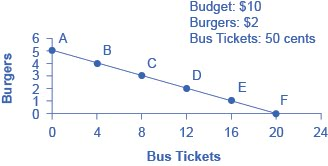 Budget: $10
Burgers: $2
Bus Tickets: 50 cents
Burgers
6
5
4
3
2
1
0
A
B
C
D
E
F
0
4
8
12
16
20
24
Bus Tickets